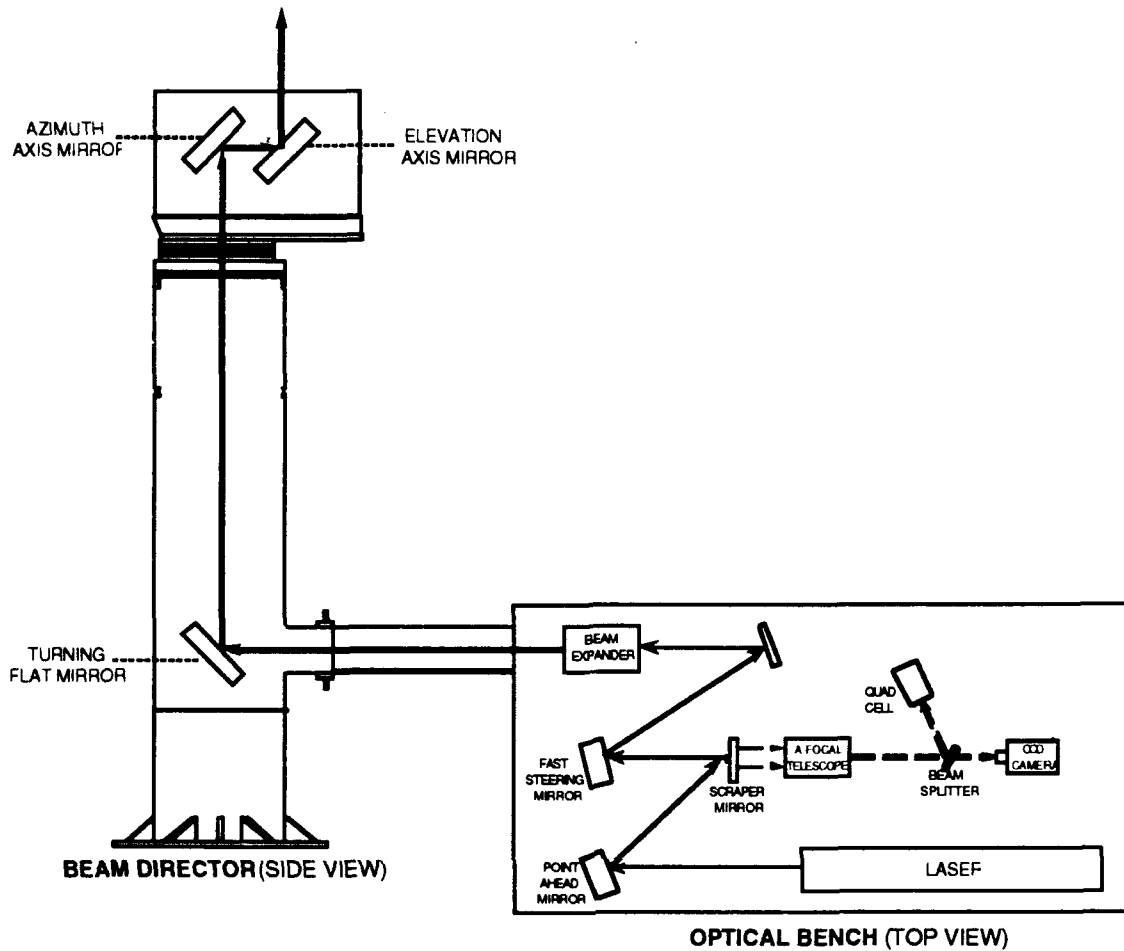 AZIMUTH
AXIS MIRROR
ELEVATION
AXIS MIRROR
TURNING
FLAT MIRROR
BEAM
EXPANDER
QUAD
CELL
FAST
STEERING
MIRROR
SCRAPER
MIRROR
A FOCAL
TELESCOPE
BEAM
SPLITTER
CCD
CAMERA
POINT
AHEAD
MIRROR
LASER
BEAM DIRECTOR (SIDE VIEW)
OPTICAL BENCH (TOP VIEW)